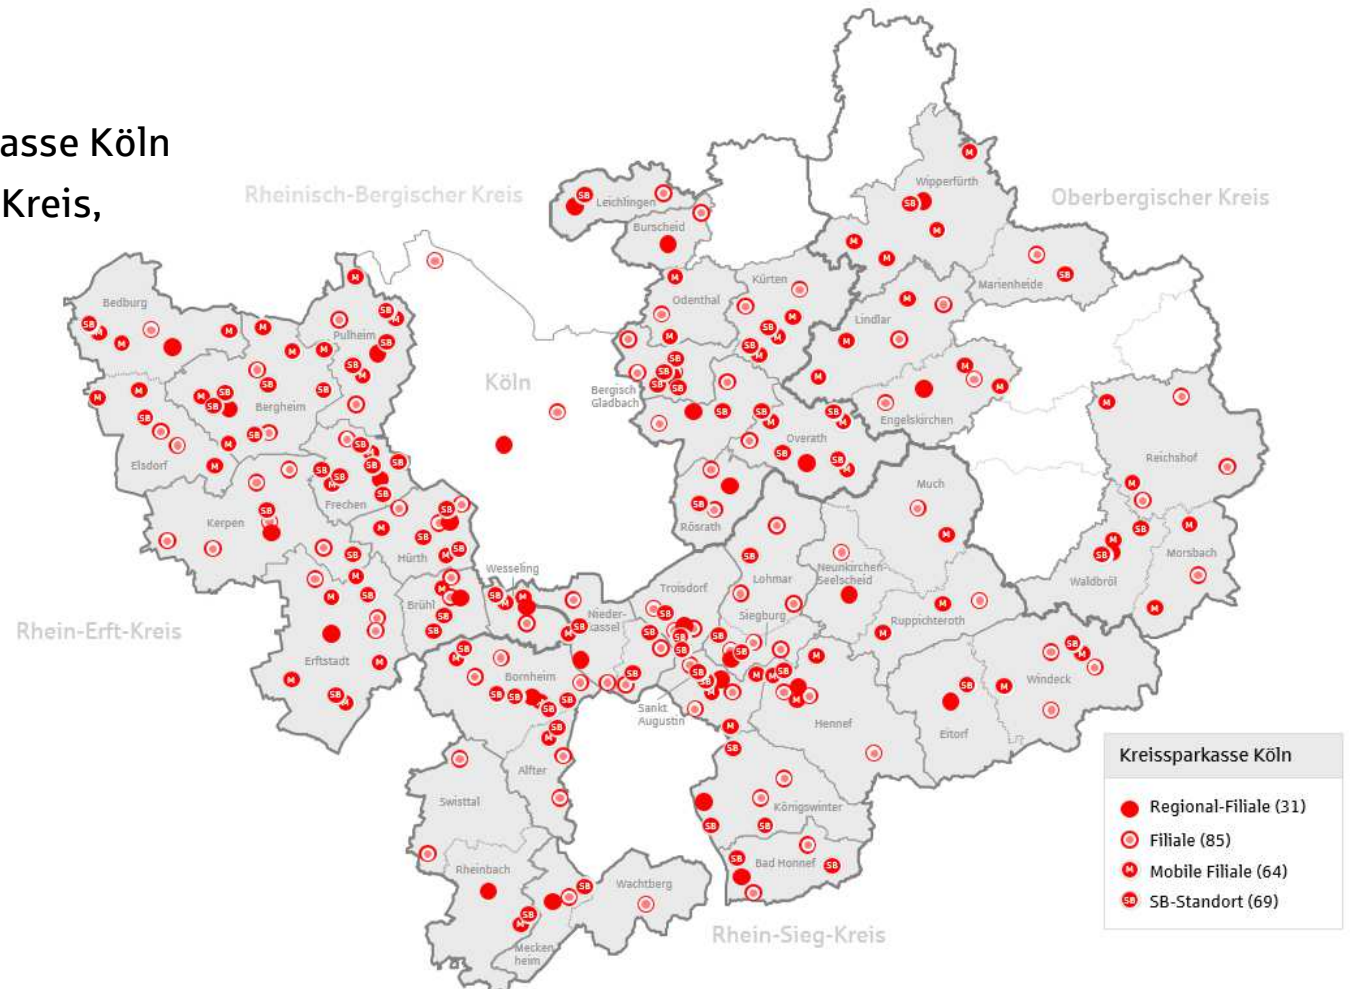 asse Köln
Kreis,
Rheinisch-Bergischer Kreis
Oberbergischer Kreis
Wipperfürth
Leichlingen
Burscheid
Marienheide
Kürten
Odenthal
Lindlar
Bedburg
Pulheim
Köln
Bergisch
Gladbach
Bergheim
Engelskirchen
Overath
Elsdorf
Reichshof
Frechen
Kerpen
Much
Rösrath
Hürth
Wesseling
Morsbach
Neunkirchen-
Seelscheid
Lohmar
Waldbröl
Troisdorf
Brühl
Nieder-
kassel
Siegburg
Ruppichteroth
Rhein-Erft-Kreis
Erftstadt
Bornheim
Windeck
Sankt
Augustin
Hennef
Eitorf
Alfter
Swisttal
Königswinter
Bad Honnef
Rheinbach
Wachtberg
Mecken
heim
Rhein-Sieg-Kreis
Kreissparkasse Köln
Regional-Filiale (31)
Filiale (85)
M Mobile Filiale (64)
SB SB-Standort (69)